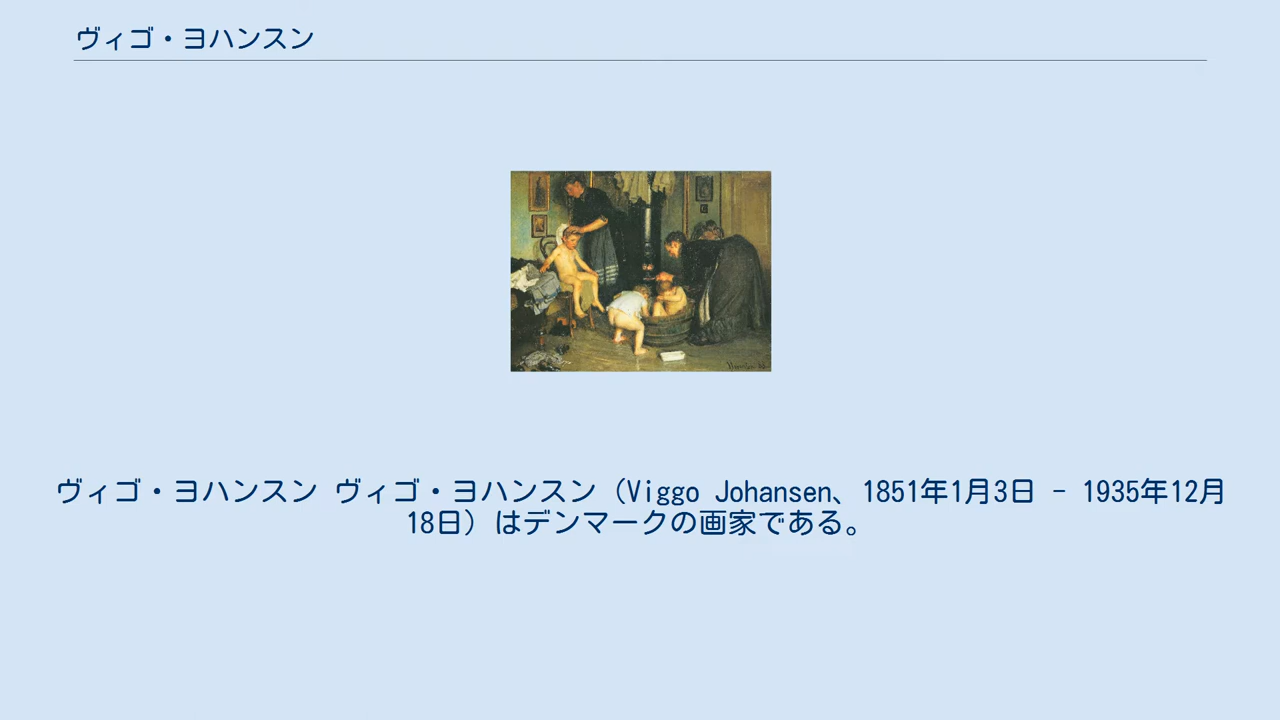 ヴィゴ・ヨハンスン
ヴィゴ・ヨハンスン ヴィゴ・ヨハンスン（Viggo Johansen、1851年1月3日 - 1935年12月
18日）はデンマークの画家である。